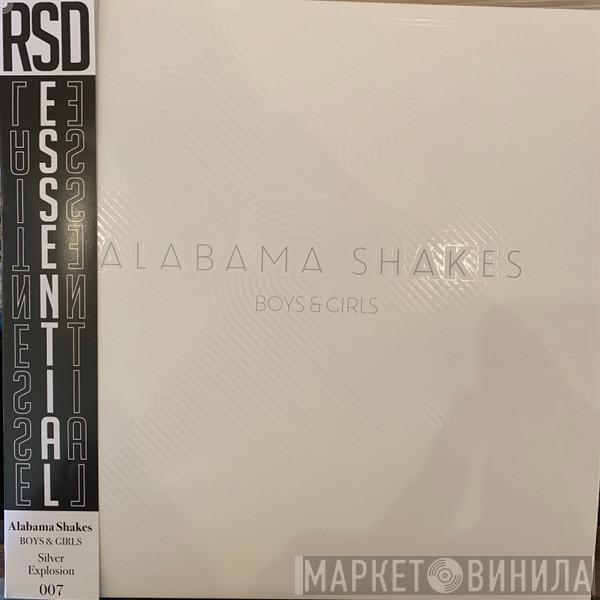 RSD
ESSENTIAL
ESSENTIAL
ESSENTIAL
Alabama Shakes
BOYS & GIRLS
Silver
Explosion
007
ALABAMA SHAKES
BOYS & GIRLS
МАРКЕТ ВИНИЛА